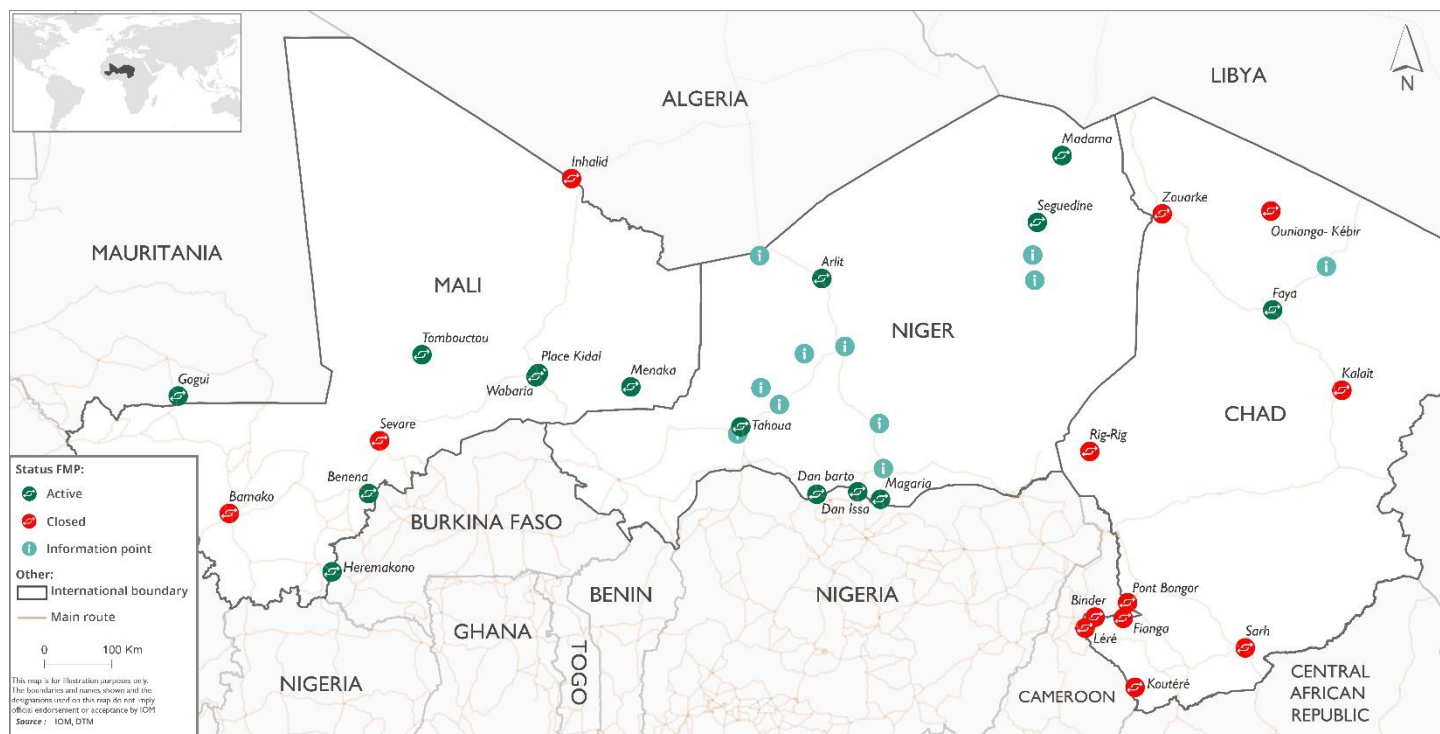 ALGERIA
LIBYA
N
Inhalid
Madama
Zouarke
Seguedine
Ounianga- Kébir
MAURITANIA
Arlit
MALI
Faya
NIGER
Tombouctou
Place Kidal
Menaka
Wabaria
Gogui
Kalait
CHAD
Sevare
Tahoua
Rig-Rig
Status FMP:
Active
Closed
Information point
Other:
International boundary
Main route
0 100 Km
This map is for illustration purposes only.
The boundaries and names shown and the
designations used on this map do not imply
official endorsement or acceptance by IOM
Source : IOM, DTM
Benena
Dan barto
Magaria
Dan Issa
Bamako
BURKINA FASO
Heremakono
BENIN
NIGERIA
GHANA
TOGO
NIGERIA
Pont Bongor
Binder
Fianga
Léré
Sarh
Koutéré
CAMEROON
CENTRAL
AFRICAN
REPUBLIC